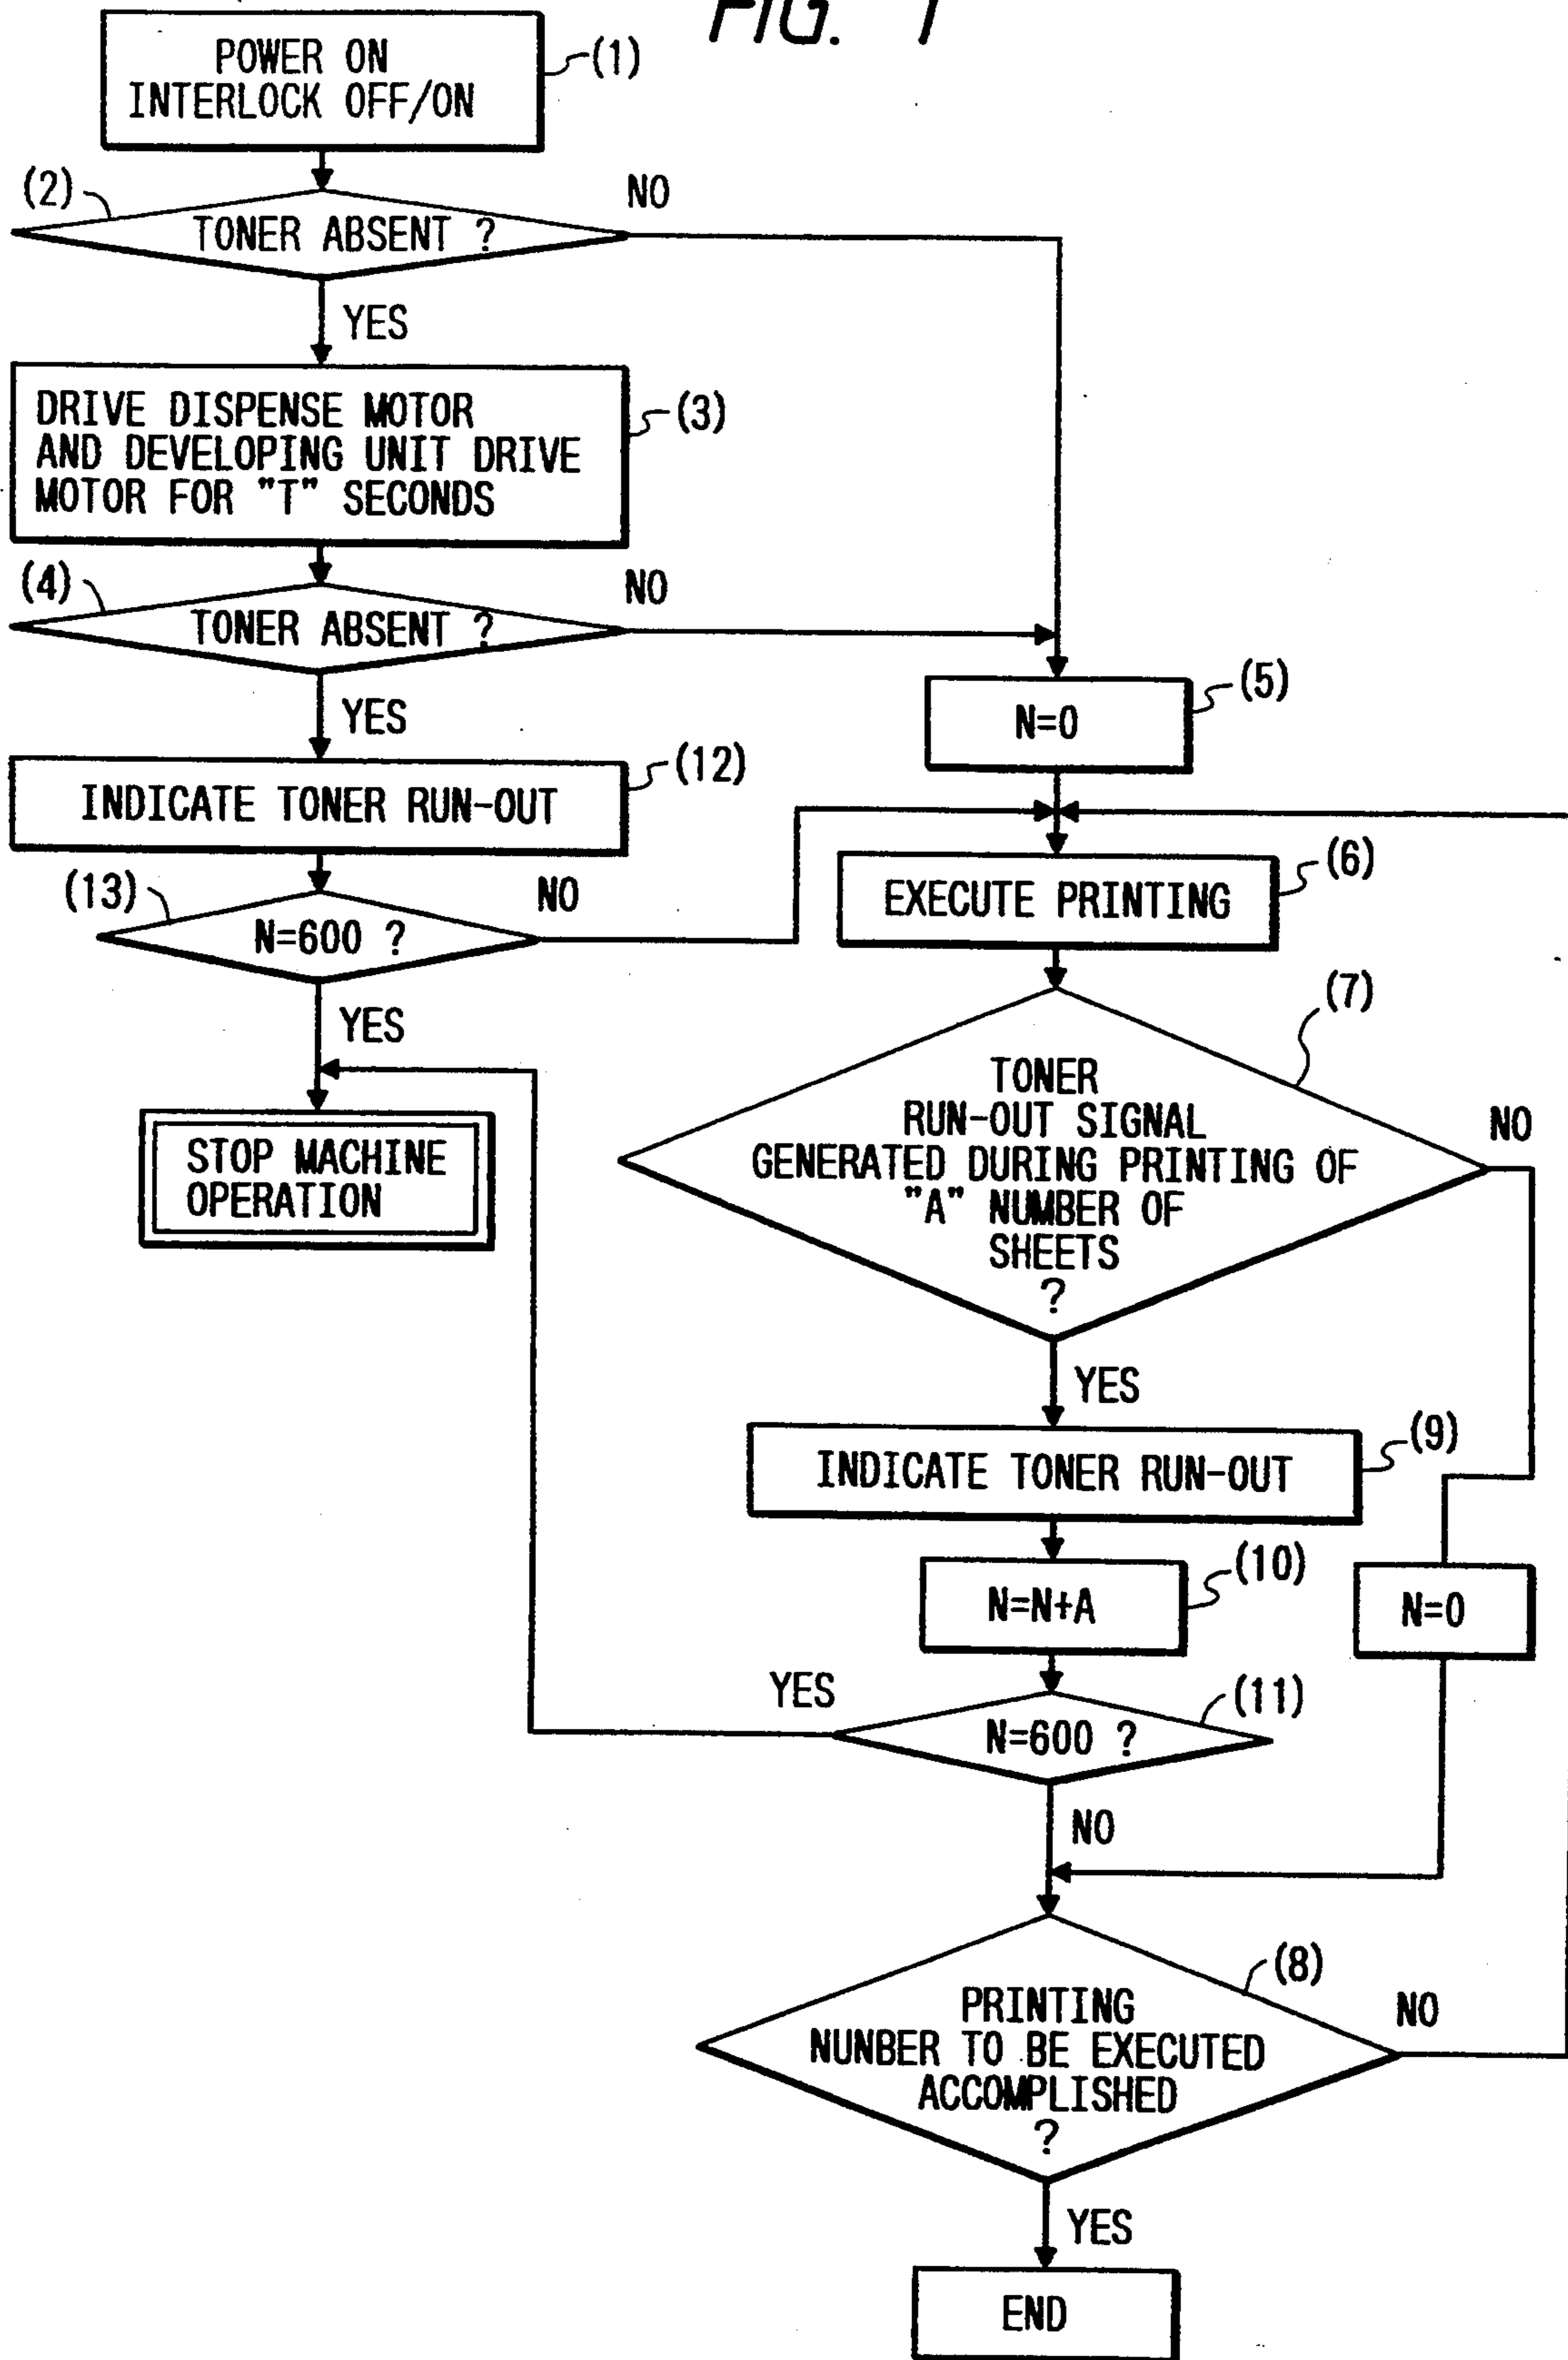 FIG. 1
POWER ON
INTERLOCK OFF/ON
(1)
(2)
TONER ABSENT ?
NO
YES
DRIVE DISPENSE MOTOR
AND DEVELOPING UNIT DRIVE
MOTOR FOR "T" SECONDS
(3)
(4)
TONER ABSENT ?
NO
YES
N=0
(5)
INDICATE TONER RUN-OUT
(12)
(13)
N=600 ?
NO
YES
STOP MACHINE
OPERATION
EXECUTE PRINTING
(6)
(7)
TONER
RUN-OUT SIGNAL
GENERATED DURING PRINTING OF
"A" NUMBER OF
SHEETS
?
NO
YES
INDICATE TONER RUN-OUT
(9)
N=N+A
(10)
N=0
YES
N=600 ?
(11)
NO
PRINTING
NUNBER TO BE EXECUTED
ACCOMPLISHED
?
(8)
NO
YES
END